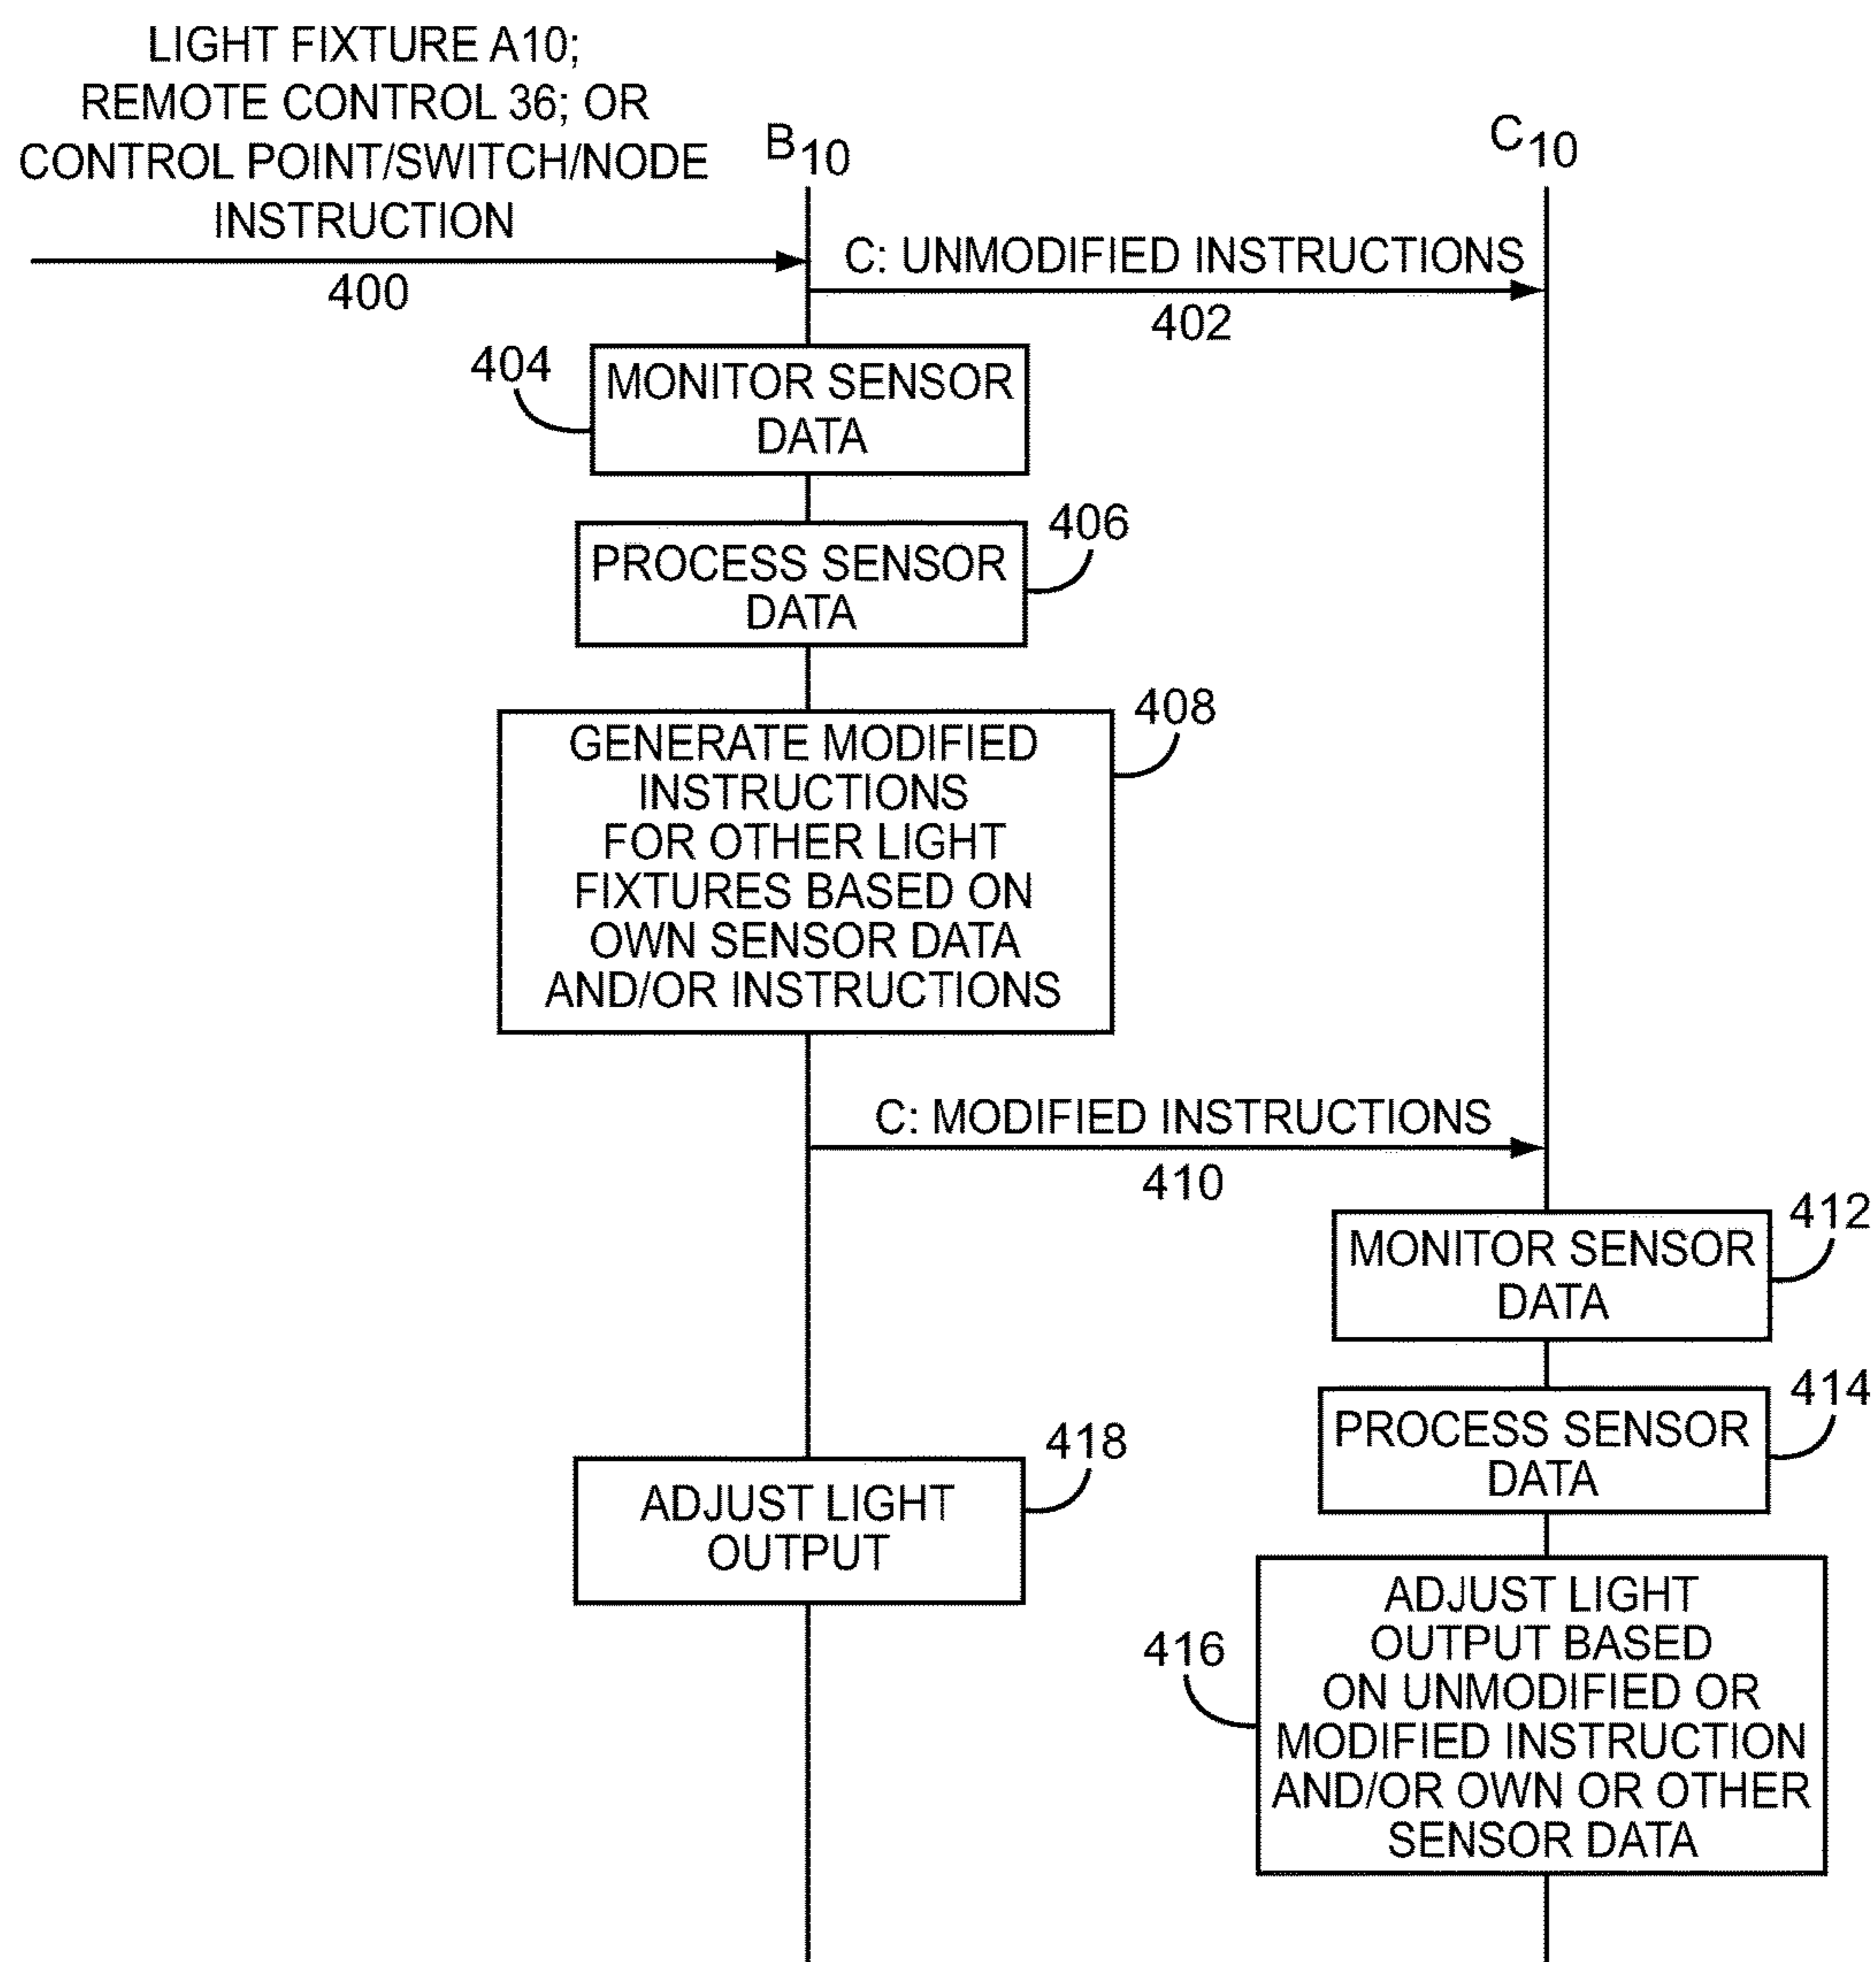 LIGHT FIXTURE A10;
REMOTE CONTROL 36; OR
CONTROL POINT/SWITCH/NODE
INSTRUCTION
400
B10
C10
C: UNMODIFIED INSTRUCTIONS
402
404
MONITOR SENSOR
DATA
406
PROCESS SENSOR
DATA
408
GENERATE MODIFIED
INSTRUCTIONS
FOR OTHER LIGHT
FIXTURES BASED ON
OWN SENSOR DATA
AND/OR INSTRUCTIONS
C: MODIFIED INSTRUCTIONS
410
412
MONITOR SENSOR
DATA
414
PROCESS SENSOR
DATA
418
ADJUST LIGHT
OUTPUT
416
ADJUST LIGHT
OUTPUT BASED
ON UNMODIFIED OR
MODIFIED INSTRUCTION
AND/OR OWN OR OTHER
SENSOR DATA